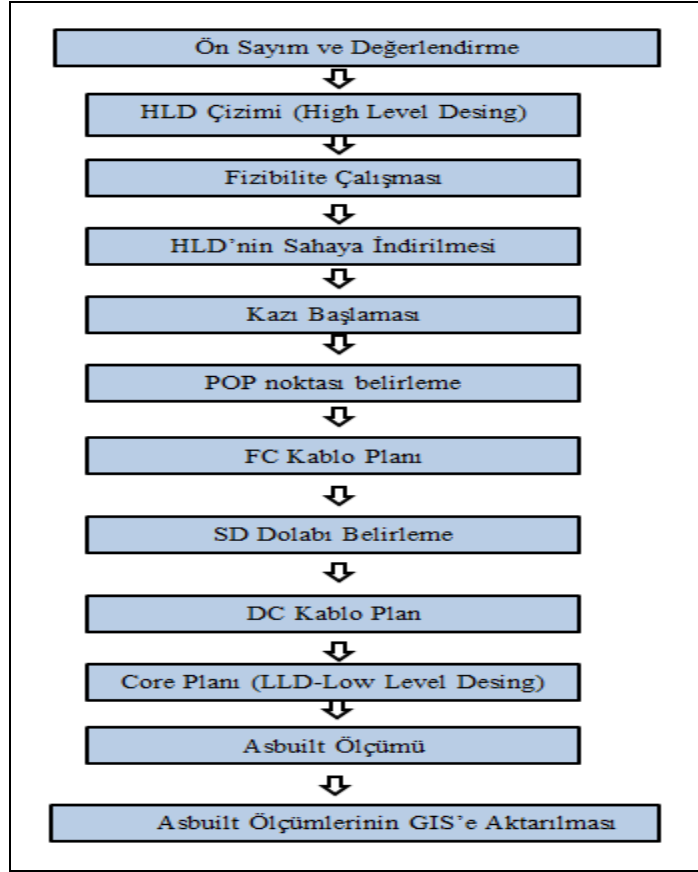 Ön Sayım ve Değerlendirme
HLD Çizimi (High Level Desing)
Fizibilite Çalışması
HLD’nin Sahaya İndirilmesi
Kazı Başlaması
POP noktası belirleme
FC Kablo Planı
SD Dolabı Belirleme
DC Kablo Plan
Core Planı (LLD-Low Level Desing)
Asbuilt Ölçümü
Asbuilt Ölçümlerinin GIS’e Aktarılması